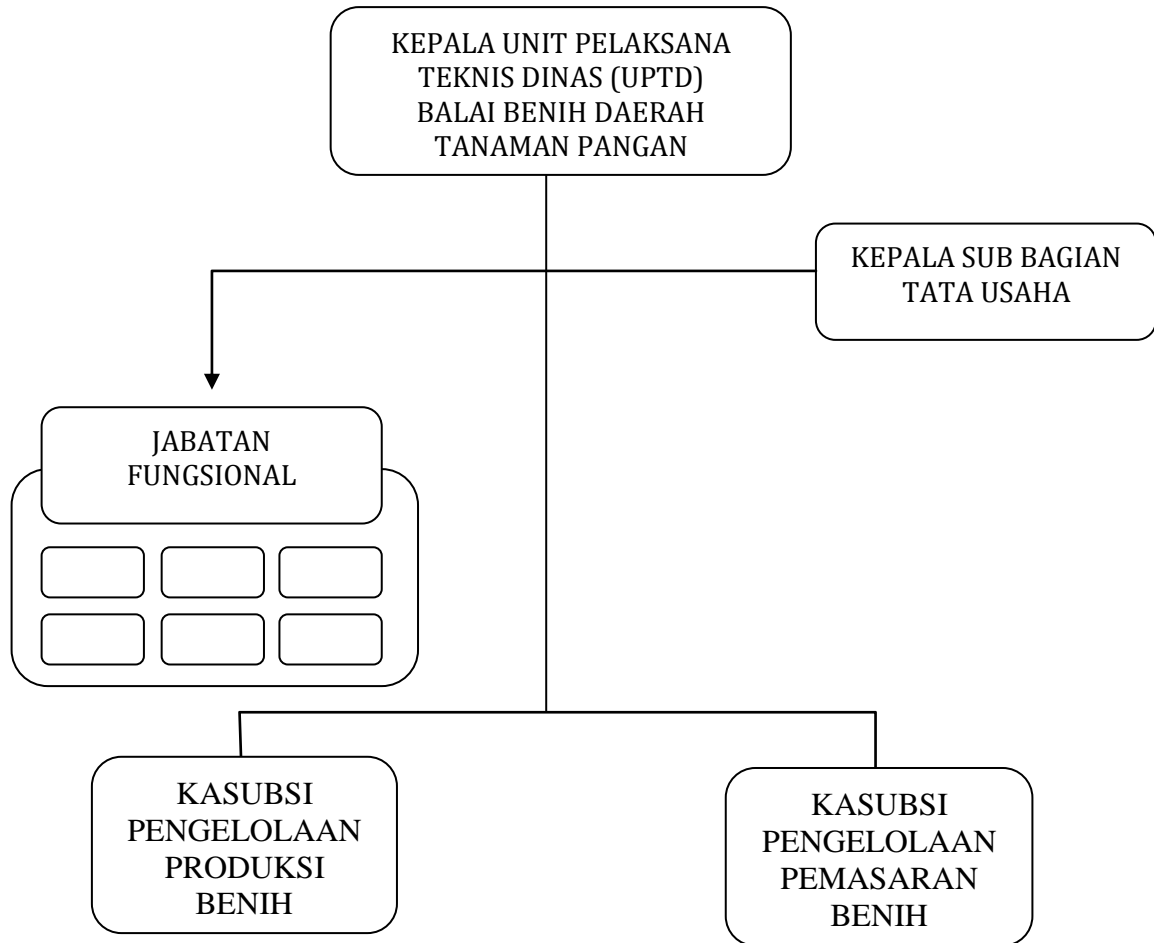 KEPALA UNIT PELAKSANA
TEKNIS DINAS (UPTD)
BALAI BENIH DAERAH
TANAMAN PANGAN
KEPALA SUB BAGIAN
TATA USAHA
JABATAN
FUNGSIONAL
KASUBSI
PENGELOLAAN
PRODUKSI
BENIH
KASUBSI
PENGELOLAAN
PEMASARAN
BENIH